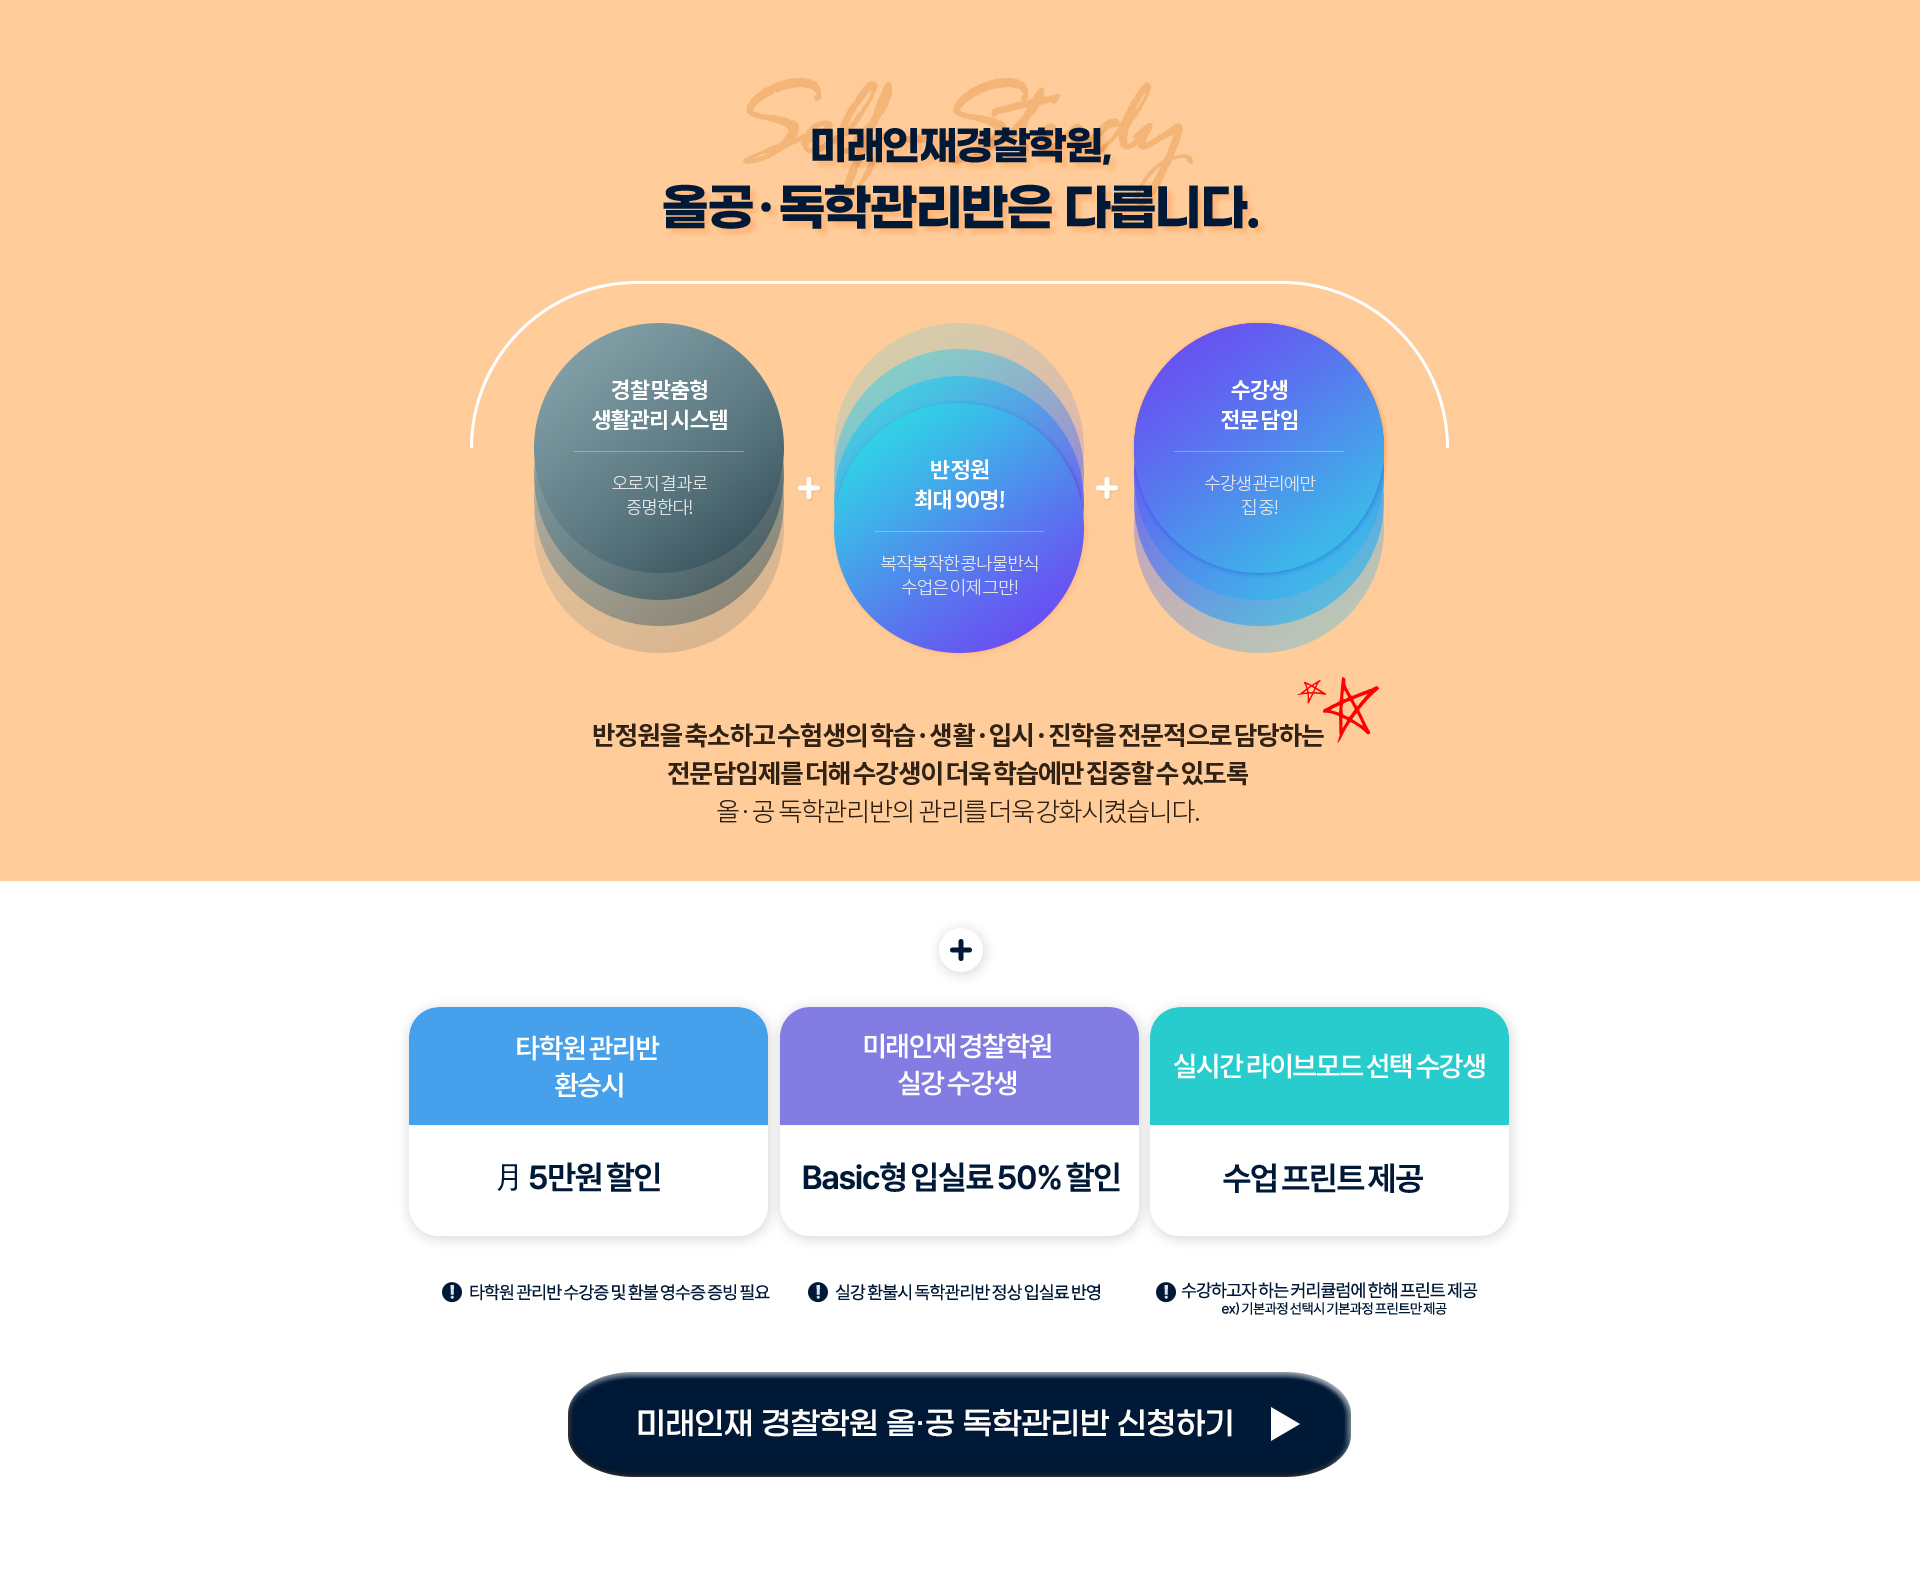 Self-Study
미래인재경찰학원,
올공·독학관리반은 다릅니다.
경찰 맞춤형
생활관리 시스템
오로지 결과로
증명한다!
반정원
최대 90명!
복작복작한 콩나물반식
수업은 이제 그만!
수강생
전문 담임
수강생 관리에만
집중!
반정원을 축소하고 수험생의 학습·생활·입시·진학을 전문적으로 담당하는
전문 담임제를 더해 수강생이 더욱 학습에만 집중할 수 있도록
올·공 독학관리반의 관리를 더욱 강화시켰습니다.
타학원 관리반
환승시
月 5만원 할인
미래인재 경찰학원
실강 수강생
Basic형 입실료 50% 할인
실시간 라이브모드 선택 수강생
수업 프린트 제공
타학원 관리반 수강증 및 환불 영수증 증빙 필요
실강 환불시 독학관리반 정상 입실료 반영
수강하고자 하는 커리큘럼에 한해 프린트 제공
ex) 기본과정 선택시 기본과정 프린트만 제공
미래인재 경찰학원 올·공 독학관리반 신청하기